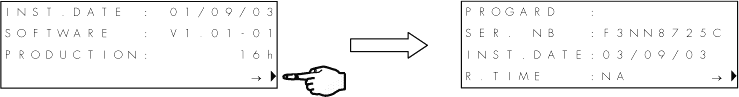 INST.DATE : 01/09/03
SOFTWARE : V1.01-01
PRODUCTION: 16h
→
PROGARD :
SER. NB : F3NN8725C
INST.DATE:03/09/03
R.TIME :NA →